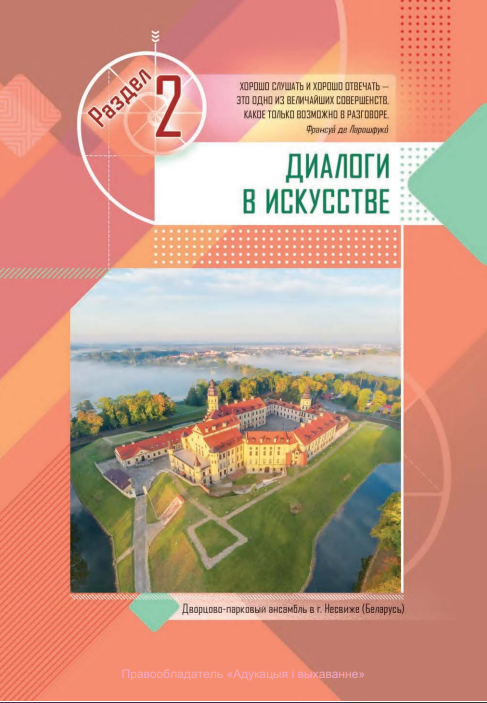 Раздел
2
ХОРОШО СЛУШАТЬ И ХОРОШО ОТВЕЧАТЬ —
ЭТО ОДНО ИЗ ВЕЛИЧАЙШИХ СОВЕРШЕНСТВ,
КАКОЕ ТОЛЬКО ВОЗМОЖНО В РАЗГОВОРЕ.
Франсуа́ де Ларошфуко́
ДИАЛОГИ
В ИСКУССТВЕ
Дворцово-парковый ансамбль в г. Несвиже (Беларусь)
Правообладатель «Адукацыя і выхаванне»